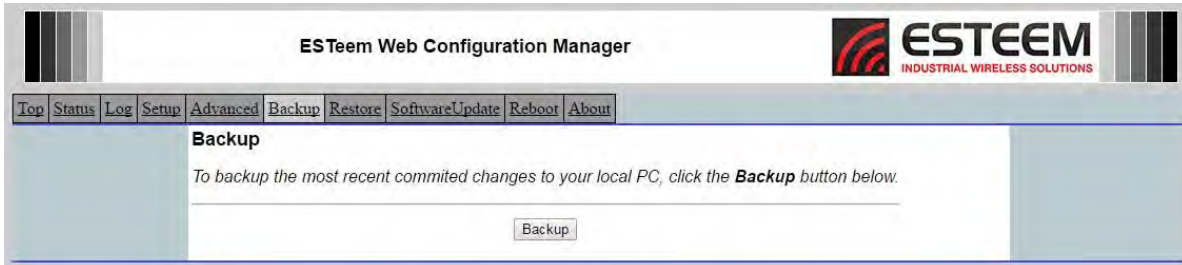 ESTeem Web Configuration Manager
ESTEEM
INDUSTRIAL WIRELESS SOLUTIONS
Top Status Log Setup Advanced Backup Restore SoftwareUpdate Reboot About
Backup
To backup the most recent commited changes to your local PC, click the Backup button below.
Backup